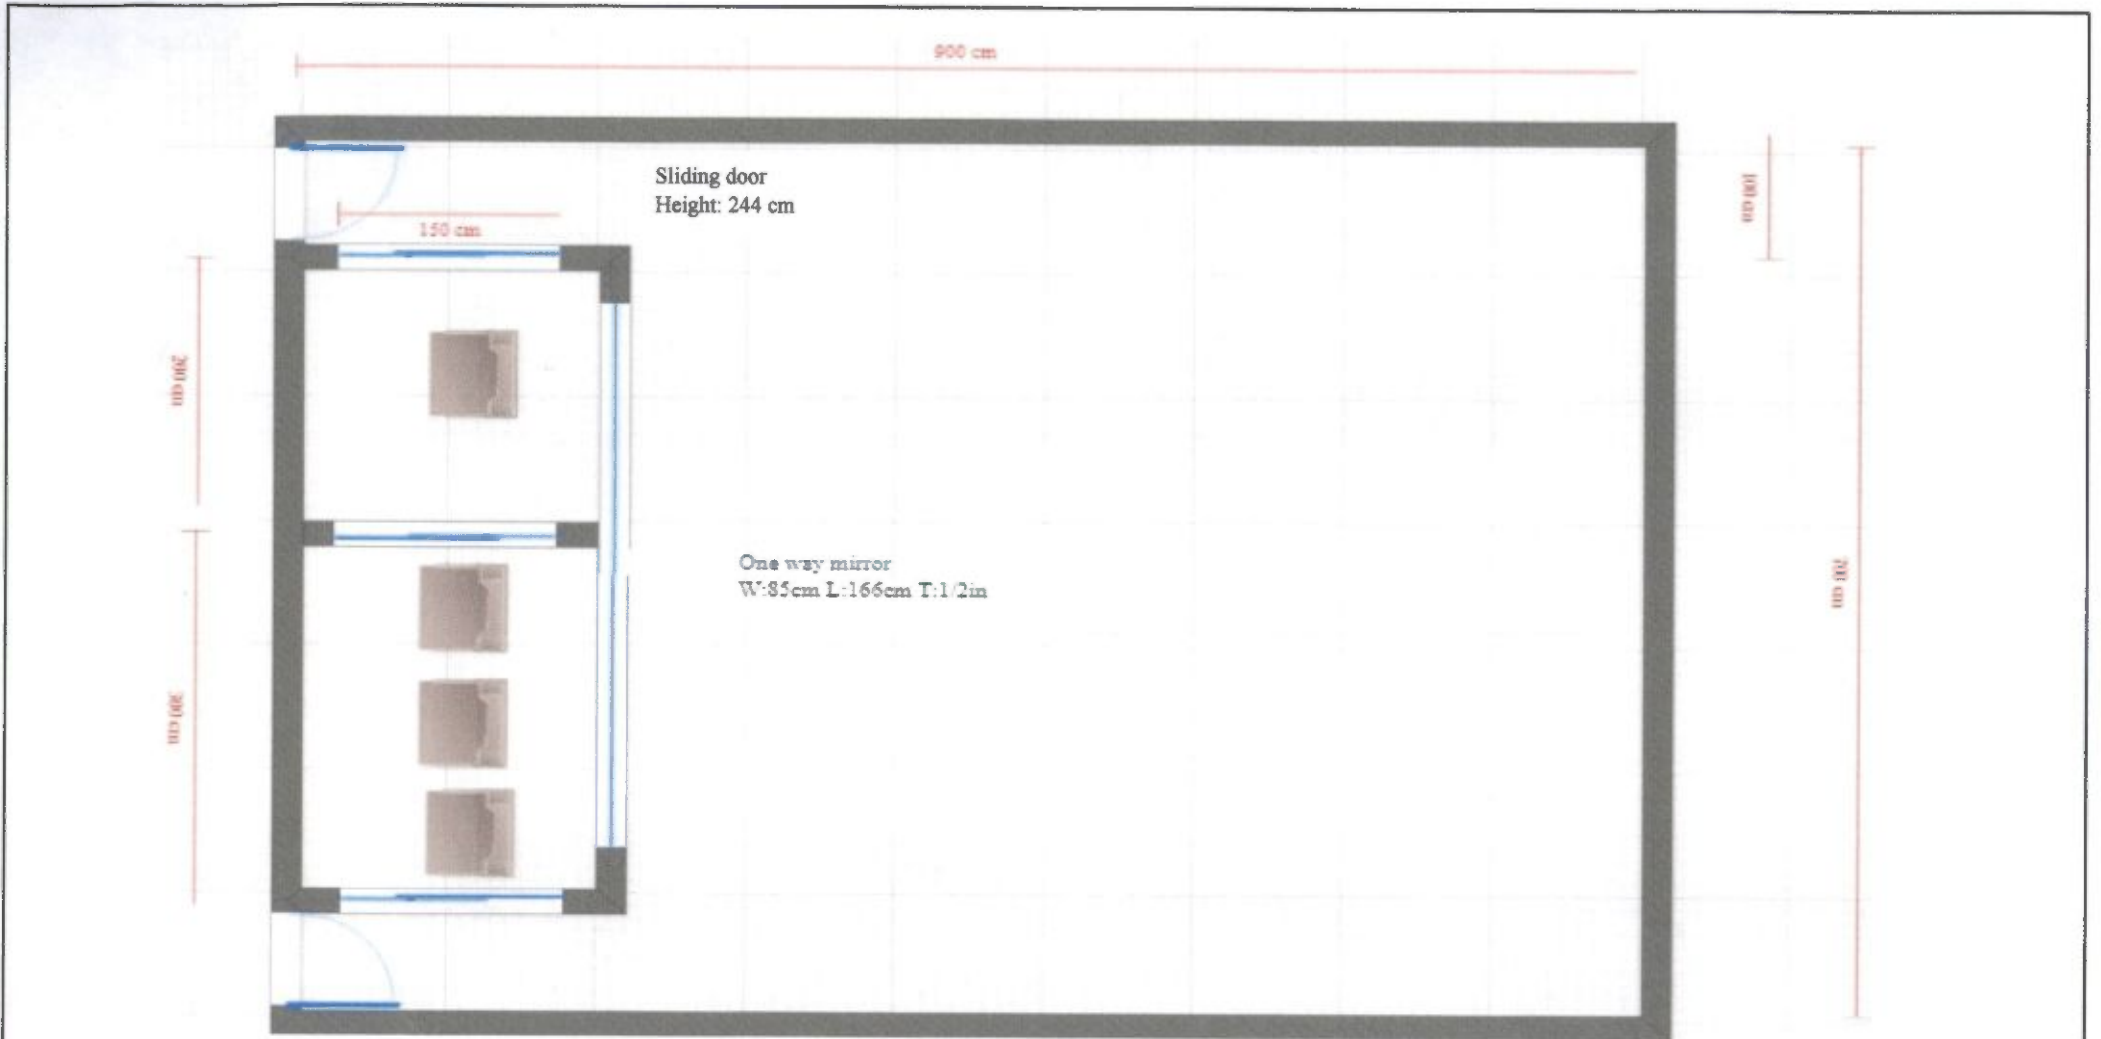 900 cm
Sliding door
Height: 244 cm
150 cm
100 cm
200 cm
One way mirror
W:85cm L:166cm T:1/2in
700 cm
300 cm